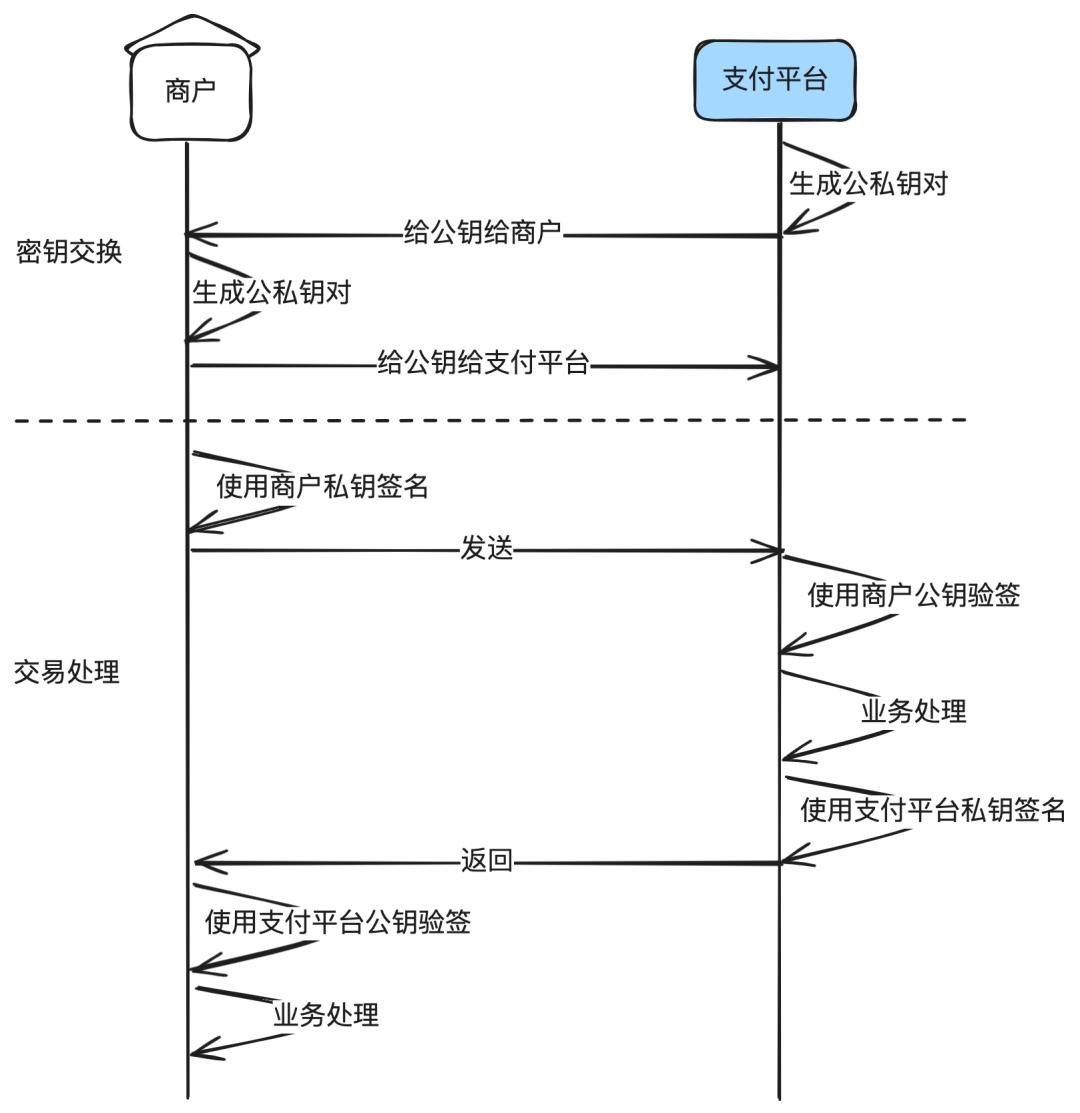 商户
支付平台
生成公私钥对
给公钥给商户
密钥交换
生成公私钥对
给公钥给支付平台
使用商户私钥签名
发送
使用商户公钥验签
交易处理
业务处理
使用支付平台私钥签名
返回
使用支付平台公钥验签
业务处理